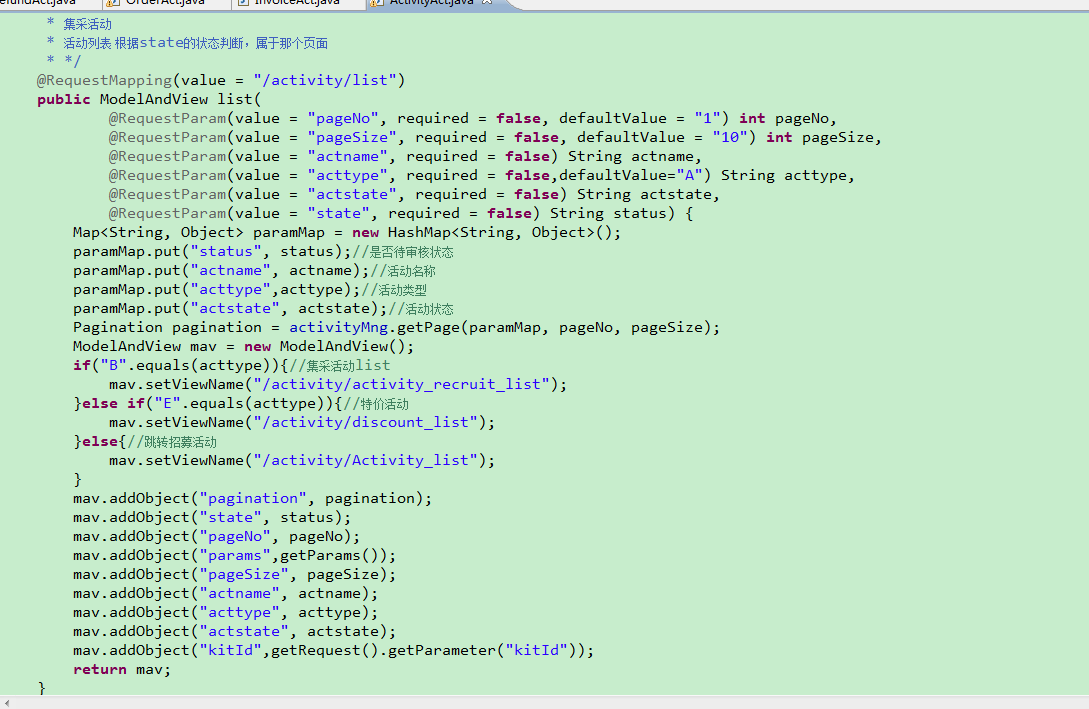 efundAct.java OrderAct.java InvoiceAct.java ActivityAct.java
* 集采活动
* 活动列表 根据state的状态判断，属于那个页面
* */
@RequestMapping(value = "/activity/list")
public ModelAndView list(
@RequestParam(value = "pageNo", required = false, defaultValue = "1") int pageNo,
@RequestParam(value = "pageSize", required = false, defaultValue = "10") int pageSize,
@RequestParam(value = "actname", required = false) String actname,
@RequestParam(value = "acttype", required = false,defaultValue="A") String acttype,
@RequestParam(value = "actstate", required = false) String actstate,
@RequestParam(value = "state", required = false) String status) {
Map<String, Object> paramMap = new HashMap<String, Object>();
paramMap.put("status", status);//是否待审核状态
paramMap.put("actname", actname);//活动名称
paramMap.put("acttype",acttype);//活动类型
paramMap.put("actstate", actstate);//活动状态
Pagination pagination = activityMng.getPage(paramMap, pageNo, pageSize);
ModelAndView mav = new ModelAndView();
if("B".equals(acttype)){//集采活动list
mav.setViewName("/activity/activity_recruit_list");
}else if("E".equals(acttype)){//特价活动
mav.setViewName("/activity/discount_list");
}else{//跳转招募活动
mav.setViewName("/activity/Activity_list");
}
mav.addObject("pagination", pagination);
mav.addObject("state", status);
mav.addObject("pageNo", pageNo);
mav.addObject("params",getParams());
mav.addObject("pageSize", pageSize);
mav.addObject("actname", actname);
mav.addObject("acttype", acttype);
mav.addObject("actstate", actstate);
mav.addObject("kitId",getRequest().getParameter("kitId"));
return mav;
}